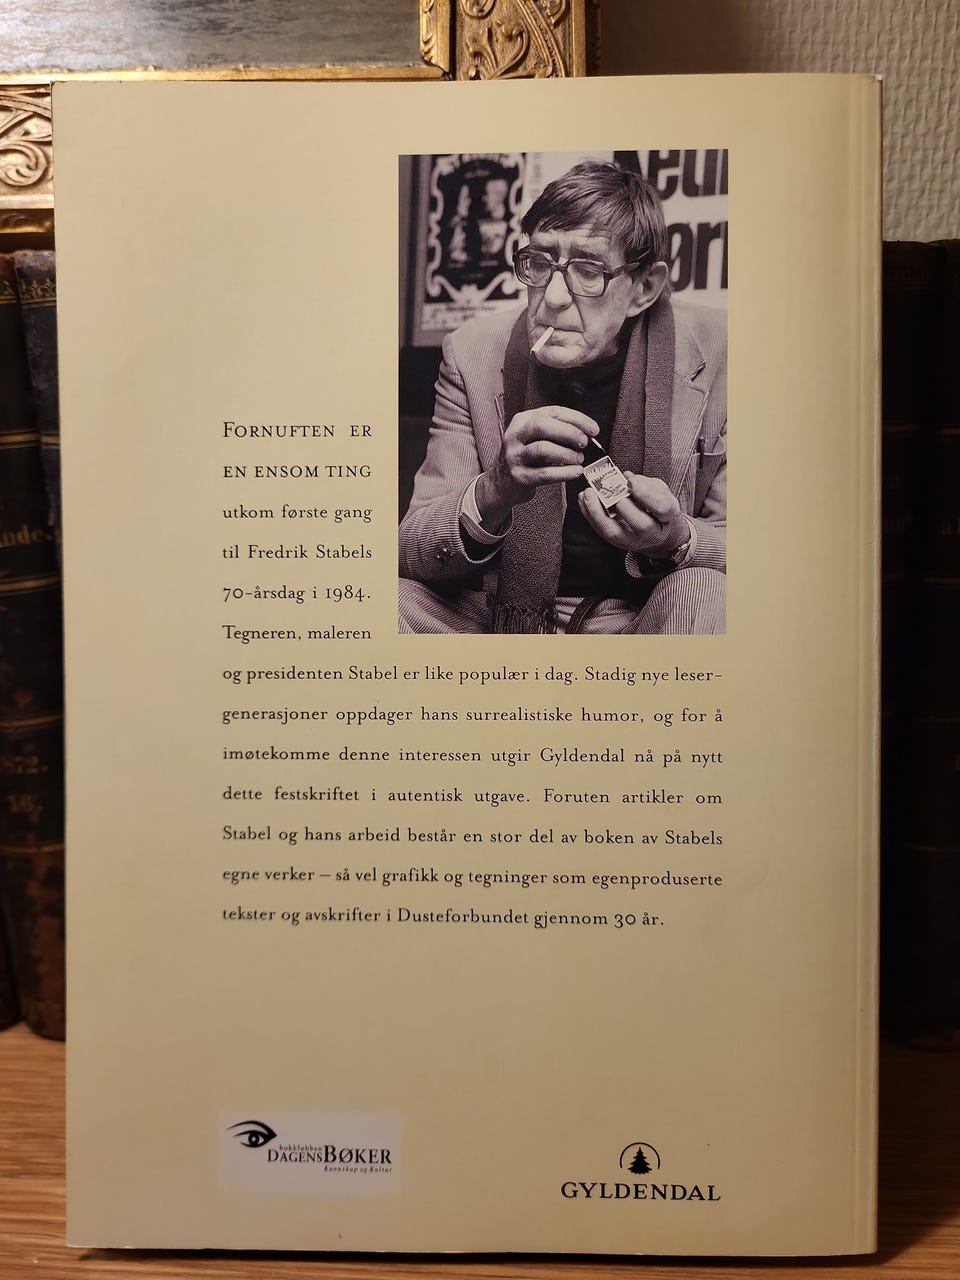 FORNUFTEN ER
EN ENSOM TING
utkom første gang
til Fredrik Stabels
70-årsdag i 1984.
Tegneren, maleren
og presidenten Stabel er like populær i dag. Stadig nye leser-
generasjoner oppdager hans surrealistiske humor, og for å
imøtekomme denne interessen utgir Gyldendal nå på nytt
dette festskriftet i autentisk utgave. Foruten artikler om
Stabel og hans arbeid består en stor del av boken av Stabels
egne verker – så vel grafikk og tegninger som egenproduserte
tekster og avskrifter i Dusteforbundet gjennom 30 år.
bokklubben
DAGENSBØKER
Kunnskap og Kultur
GYLDENDAL
1872.